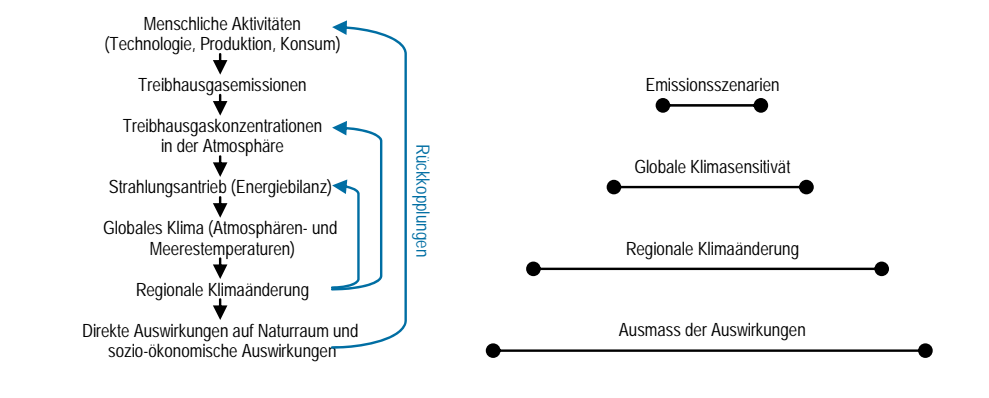 Menschliche Aktivitäten
(Technologie, Produktion, Konsum)
Treibhausgasemissionen
Treibhausgaskonzentrationen
in der Atmosphäre
Strahlungsantrieb (Energiebilanz)
Globales Klima (Atmosphären- und
Meerestemperaturen)
Regionale Klimaänderung
Direkte Auswirkungen auf Naturraum und
sozio-ökonomische Auswirkungen
Rückkopplungen
Emissionsszenarien
Globale Klimasensitivät
Regionale Klimaänderung
Ausmass der Auswirkungen